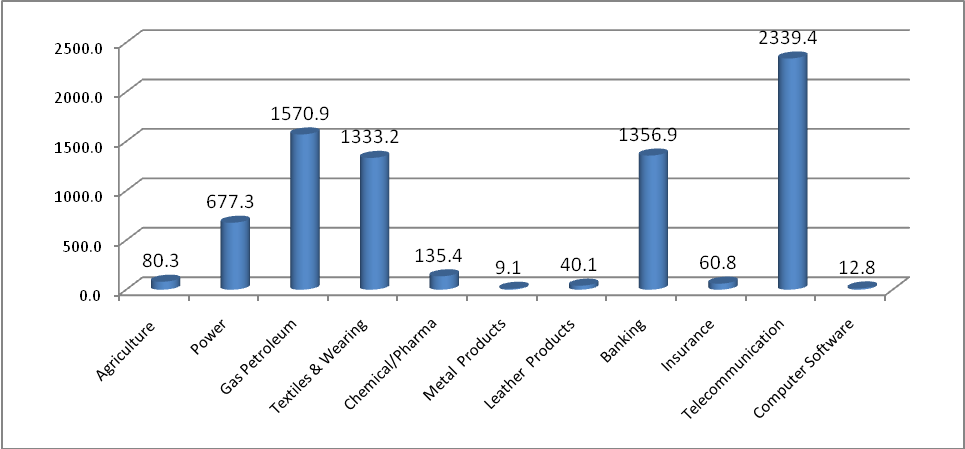 2500.0
2000.0
1500.0
1000.0
500.0
0.0
80.3
677.3
1570.9
1333.2
135.4
9.1
40.1
1356.9
60.8
2339.4
12.8
Agriculture
Power
Gas Petroleum
Textiles & Wearing
Chemical/Pharma
Metal Products
Leather Products
Banking
Insurance
Telecommunication
Computer Software